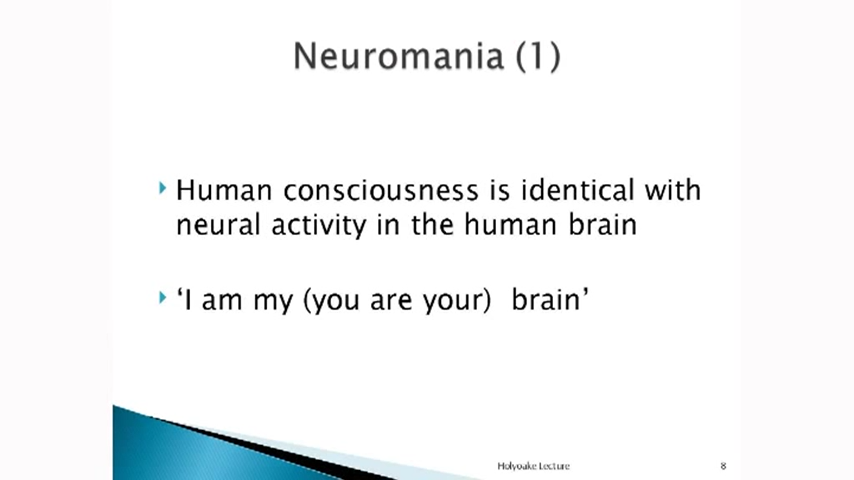 Neuromania (1)
Human consciousness is identical with
neural activity in the human brain
‘I am my (you are your)  brain’
Holyoake Lecture
8